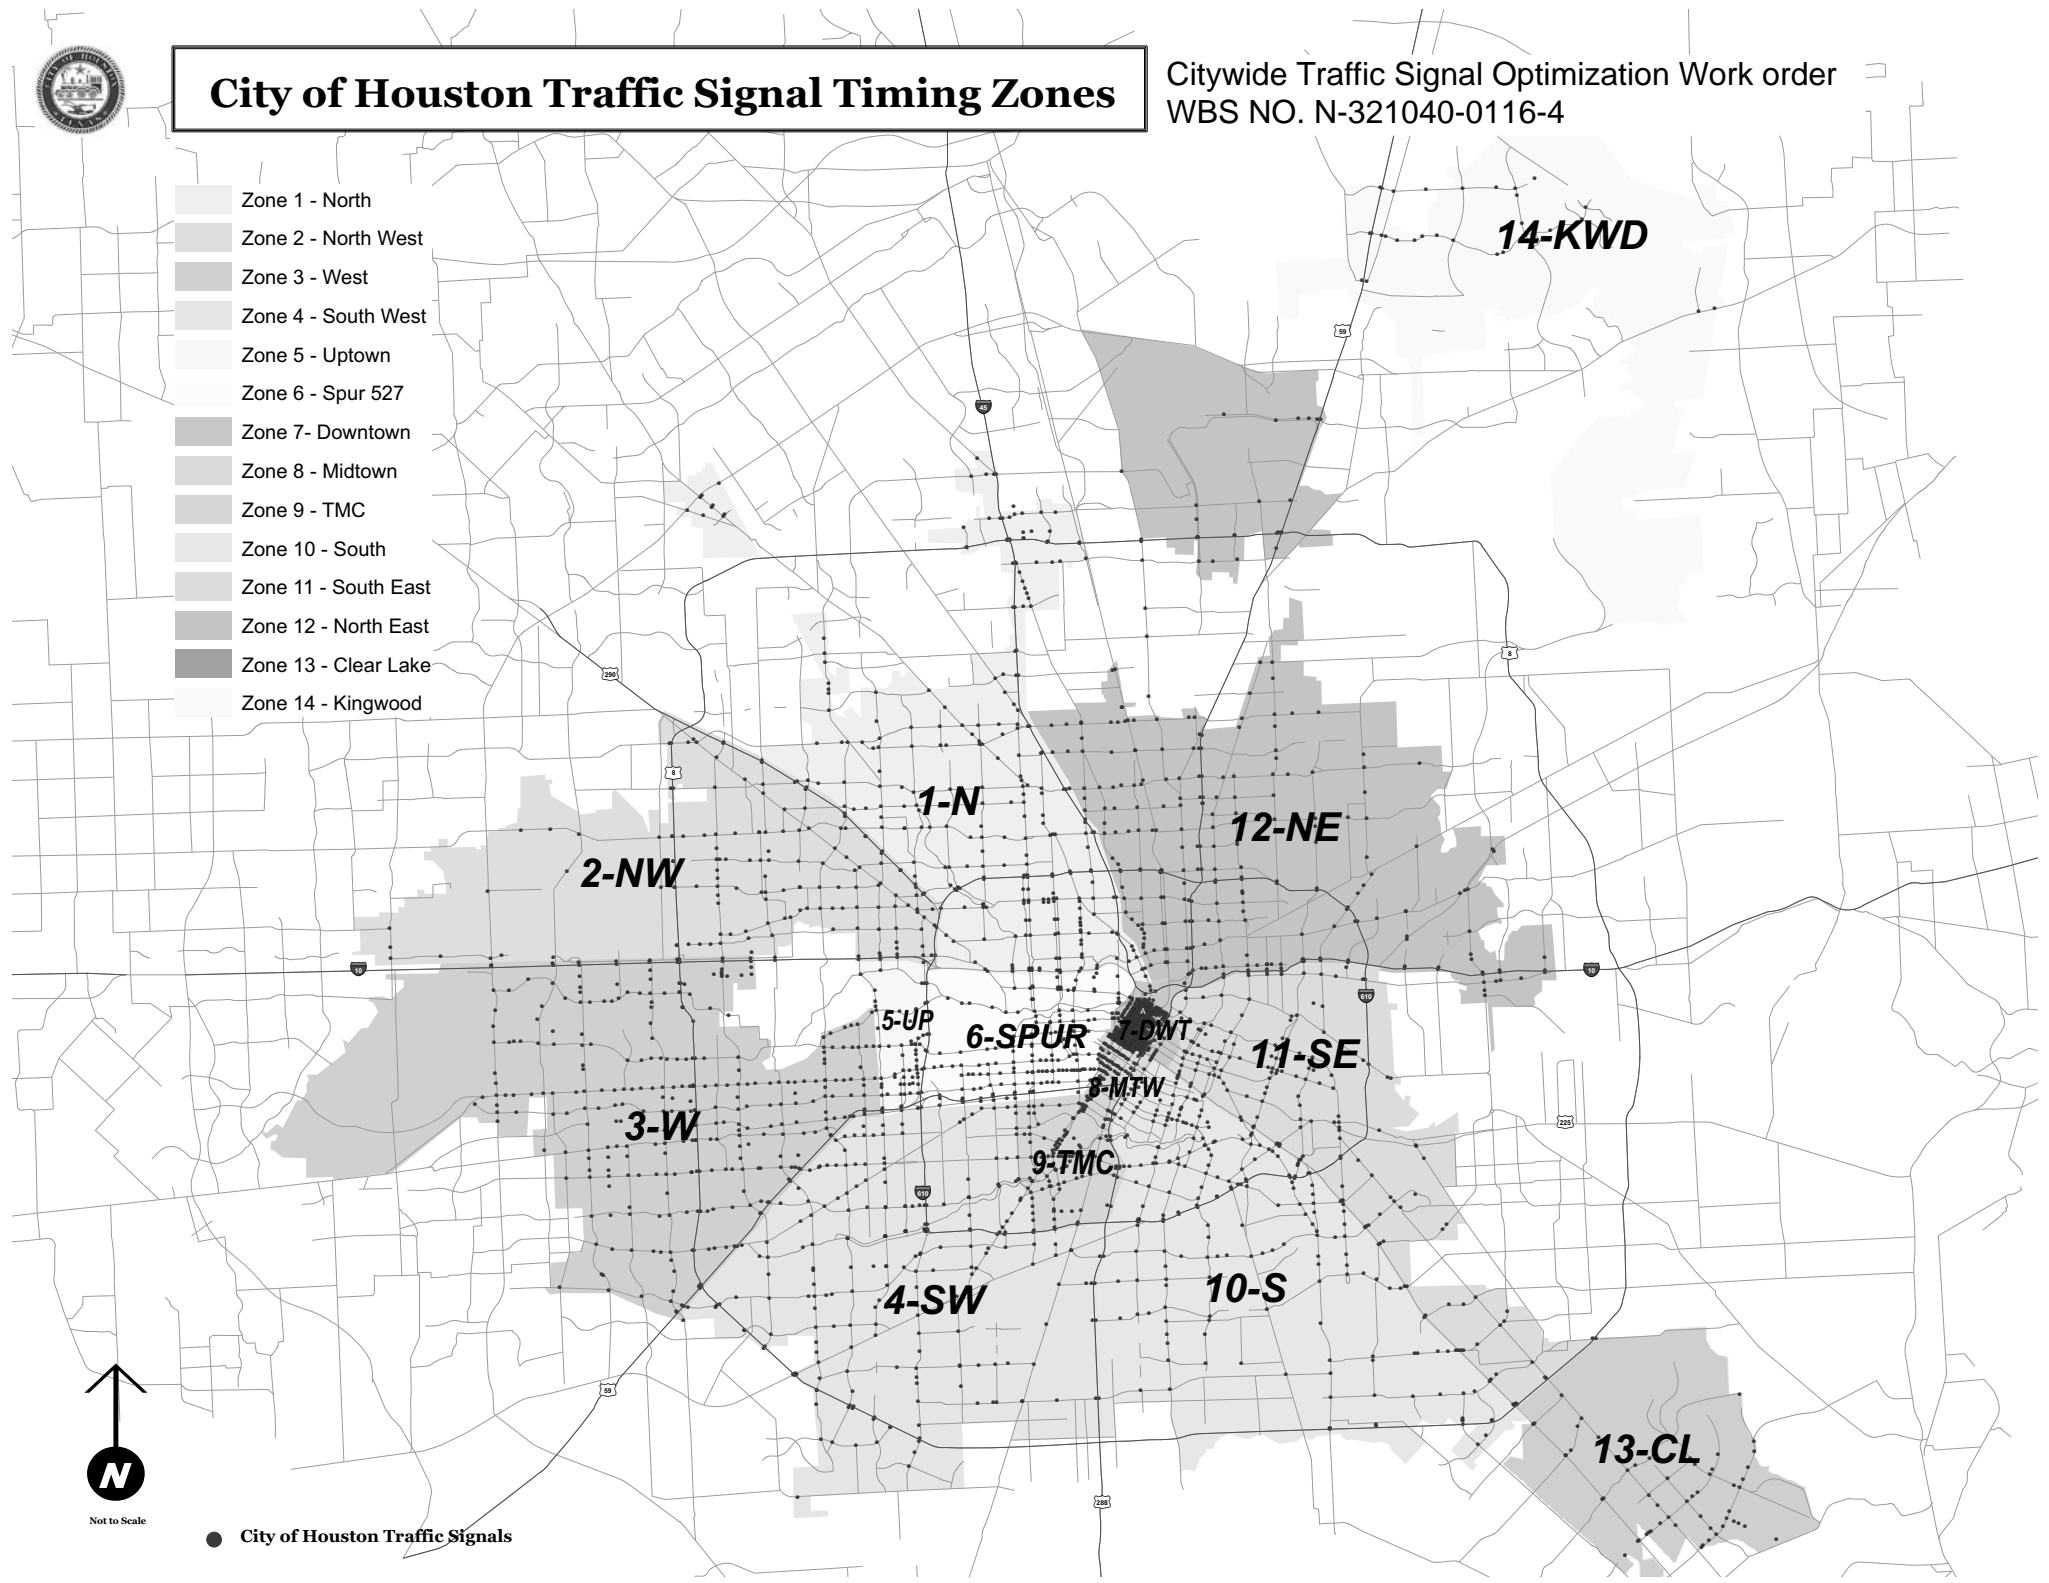 City of Houston Traffic Signal Timing Zones
Citywide Traffic Signal Optimization Work order
WBS NO. N-321040-0116-4
Zone 1 - North
Zone 2 - North West
Zone 3 - West
Zone 4 - South West
Zone 5 - Uptown
Zone 6 - Spur 527
Zone 7- Downtown
Zone 8 - Midtown
Zone 9 - TMC
Zone 10 - South
Zone 11 - South East
Zone 12 - North East
Zone 13 - Clear Lake
Zone 14 - Kingwood
14-KWD
59
45
290
8
8
1-N
12-NE
2-NW
10
10
610
A
5-UP
6-SPUR
7-DWT
11-SE
8-MTW
3-W
225
9-TMC
610
10-S
4-SW
59
13-CL
288
N
Not to Scale
City of Houston Traffic Signals